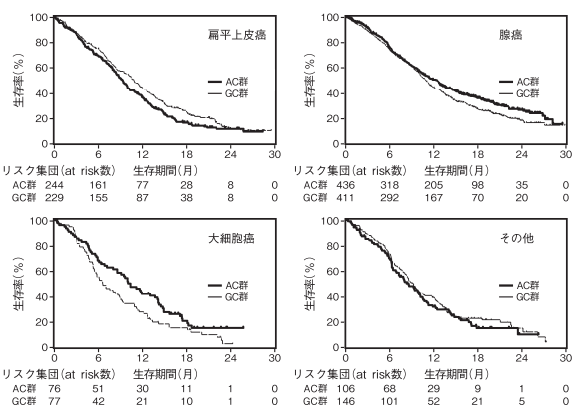 扁平上皮癌
生存率(%)
100
80
60
40
20
0
AC群
GC群
0 6 12 18 24 30
リスク集団(at risk数) 生存期間(月)
AC群 244 161 77 28 8 0
GC群 229 155 87 38 8 0
腺癌
生存率(%)
100
80
60
40
20
0
AC群
GC群
0 6 12 18 24 30
リスク集団(at risk数) 生存期間(月)
AC群 436 318 205 98 35 0
GC群 411 292 167 70 20 0
大細胞癌
生存率(%)
100
80
60
40
20
0
AC群
GC群
0 6 12 18 24 30
リスク集団(at risk数) 生存期間(月)
AC群 76 51 30 11 1 0
GC群 77 42 21 10 1 0
その他
生存率(%)
100
80
60
40
20
0
AC群
GC群
0 6 12 18 24 30
リスク集団(at risk数) 生存期間(月)
AC群 106 68 29 9 1 0
GC群 146 101 52 21 5 0